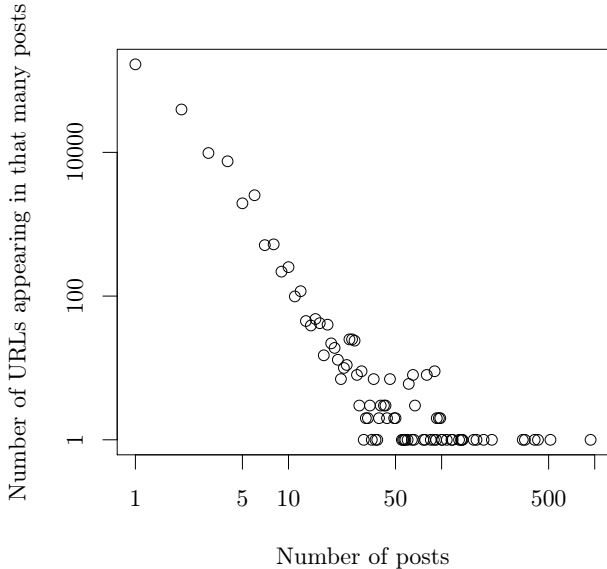 Number of URLs appearing in that many posts
10000
100
1
1 5 10 50 500
Number of posts